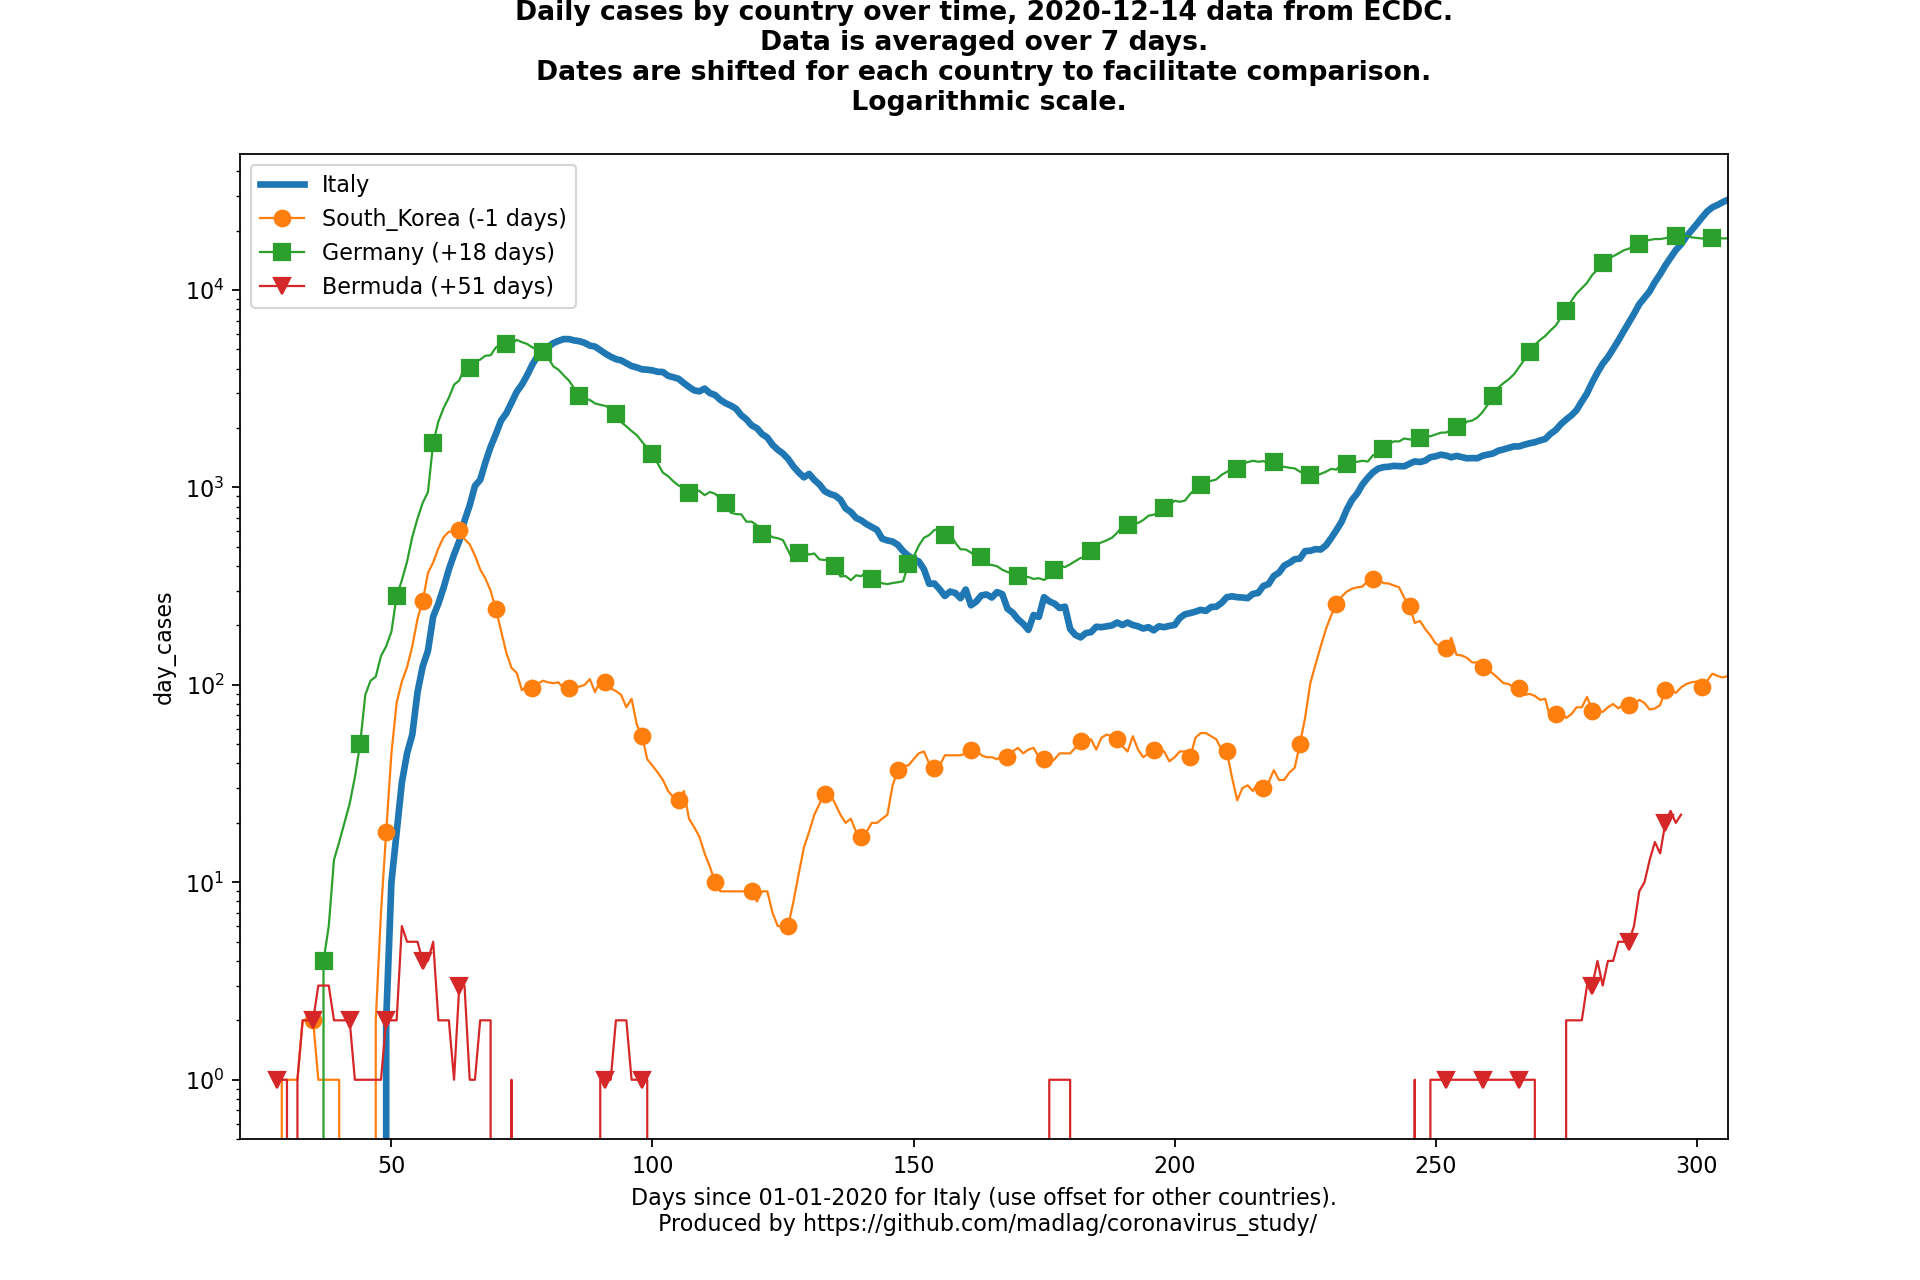 Daily cases by country over time, 2020-12-14 data from ECDC.
Data is averaged over 7 days.
Dates are shifted for each country to facilitate comparison.
Logarithmic scale.
Italy
South_Korea (-1 days)
Germany (+18 days)
Bermuda (+51 days)
day_cases
10⁴
10³
10²
10¹
10⁰
50 100 150 200 250 300
Days since 01-01-2020 for Italy (use offset for other countries).
Produced by https://github.com/madlag/coronavirus_study/